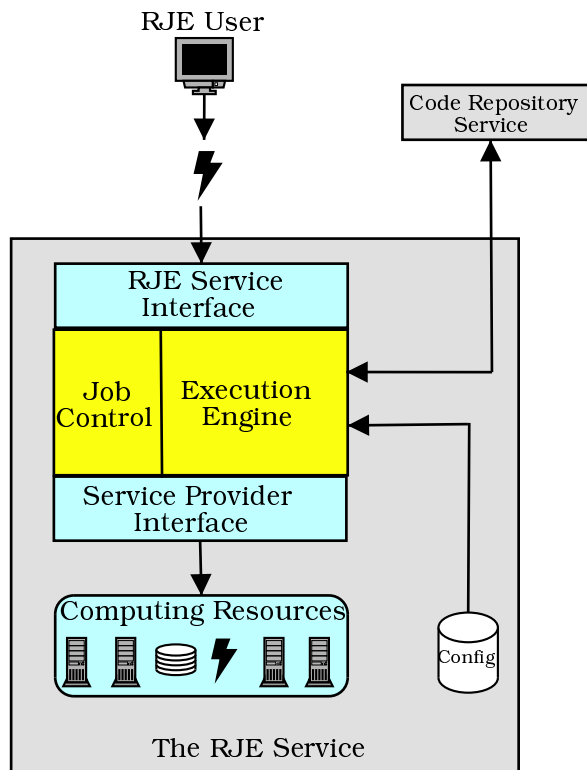 RJE User
Code Repository
Service
RJE Service
Interface
Job
Control
Execution
Engine
Service Provider
Interface
Computing Resources
Config
The RJE Service